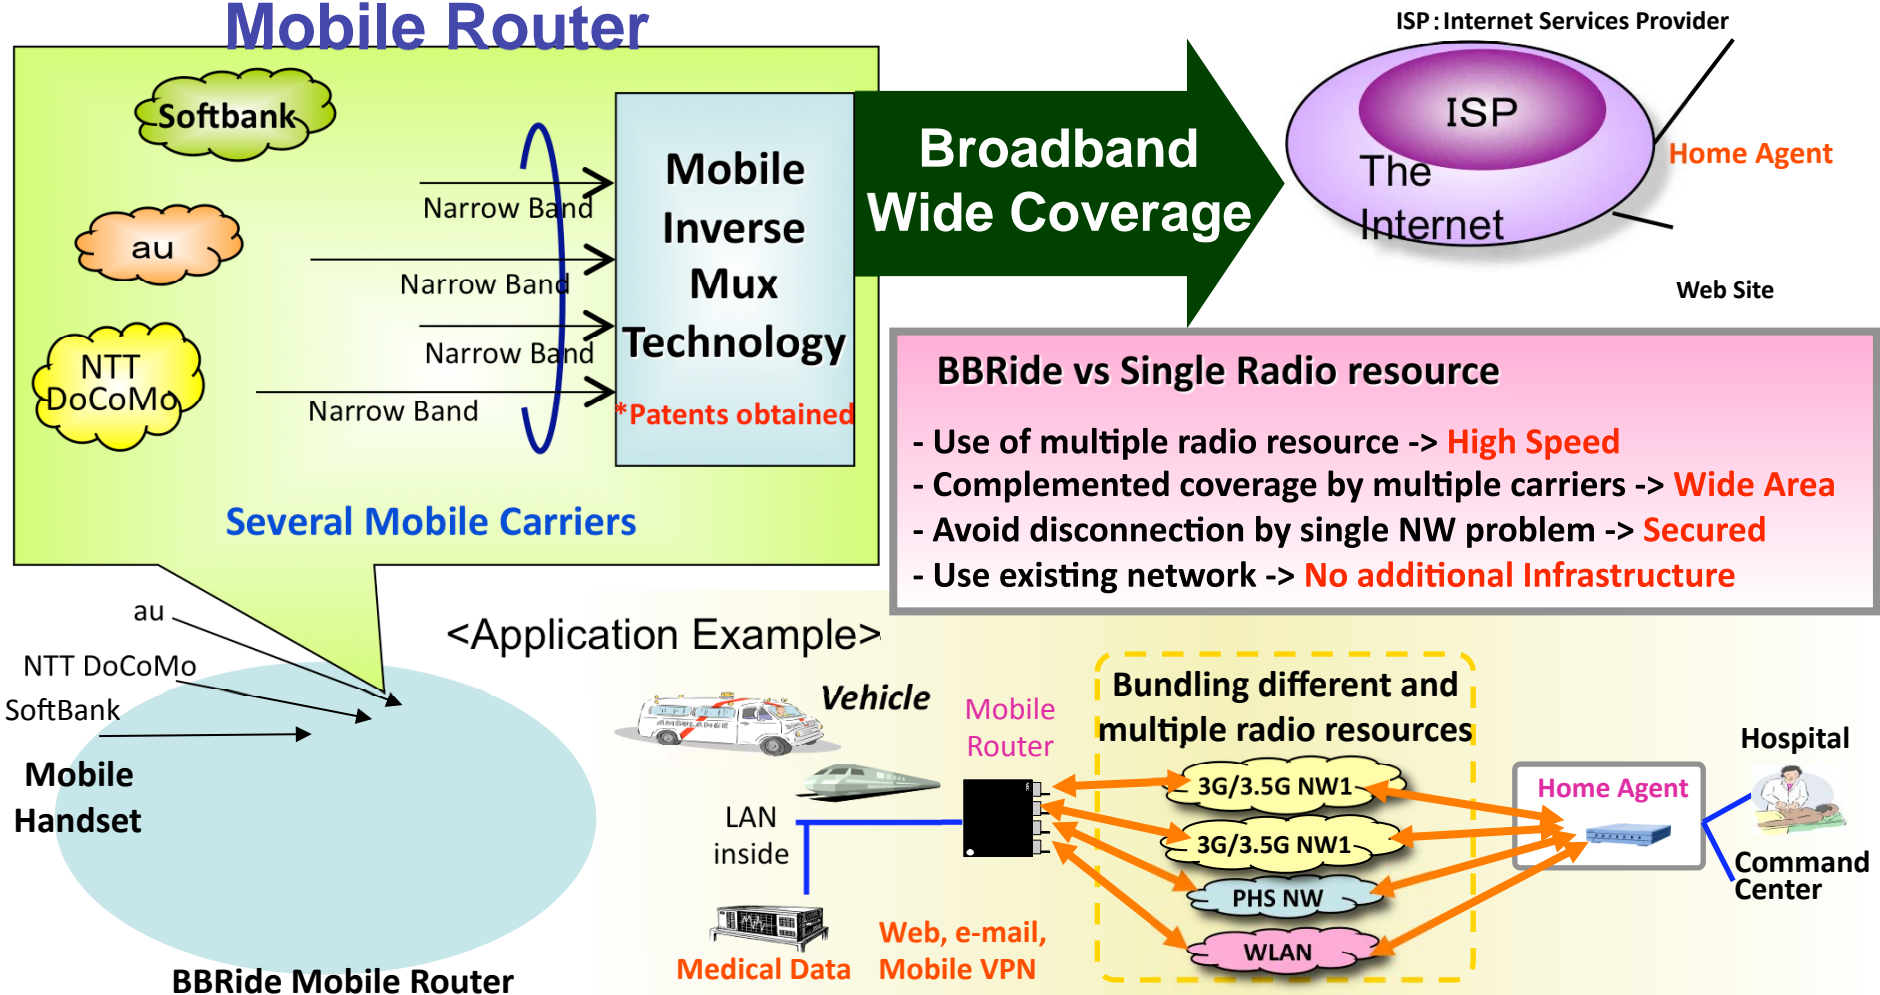 Mobile Router
Softbank
au
NTT
DoCoMo
Narrow Band
Narrow Band
Narrow Band
Narrow Band
Mobile
Inverse
Mux
Technology
*Patents obtained
Several Mobile Carriers
Broadband
Wide Coverage
ISP：Internet Services Provider
ISP
The
Internet
Home Agent
Web Site
BBRide vs Single Radio resource
- Use of multiple radio resource -> High Speed
- Complemented coverage by multiple carriers -> Wide Area
- Avoid disconnection by single NW problem -> Secured
- Use existing network -> No additional Infrastructure
au
NTT DoCoMo
SoftBank
Mobile
Handset
BBRide Mobile Router
<Application Example>
Vehicle
AMBULANCE
Mobile
Router
LAN
inside
Medical Data
Web, e-mail,
Mobile VPN
Bundling different and
multiple radio resources
3G/3.5G NW1
3G/3.5G NW1
PHS NW
WLAN
Home Agent
Hospital
Command
Center